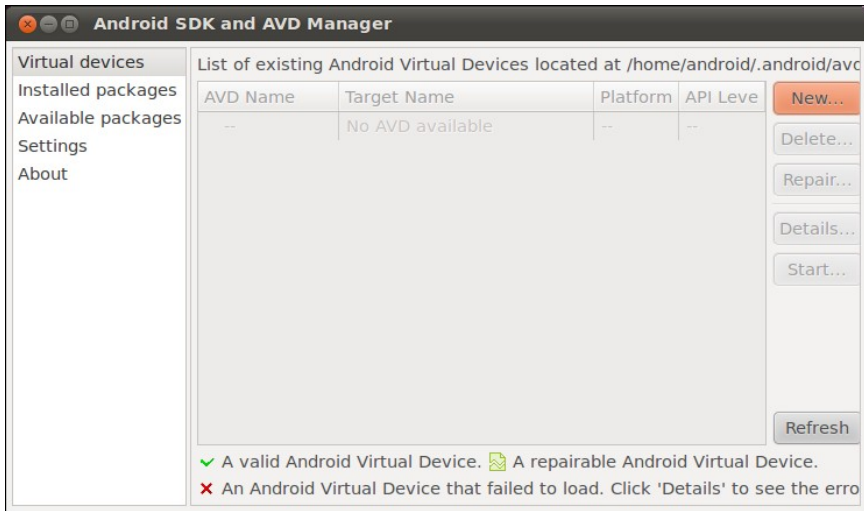 Android SDK and AVD Manager
Virtual devices
Installed packages
Available packages
Settings
About
List of existing Android Virtual Devices located at /home/android/.android/avd
AVD Name Target Name Platform API Leve
-- No AVD available -- --
New...
Delete...
Repair...
Details...
Start...
Refresh
A valid Android Virtual Device. A repairable Android Virtual Device.
An Android Virtual Device that failed to load. Click 'Details' to see the erro